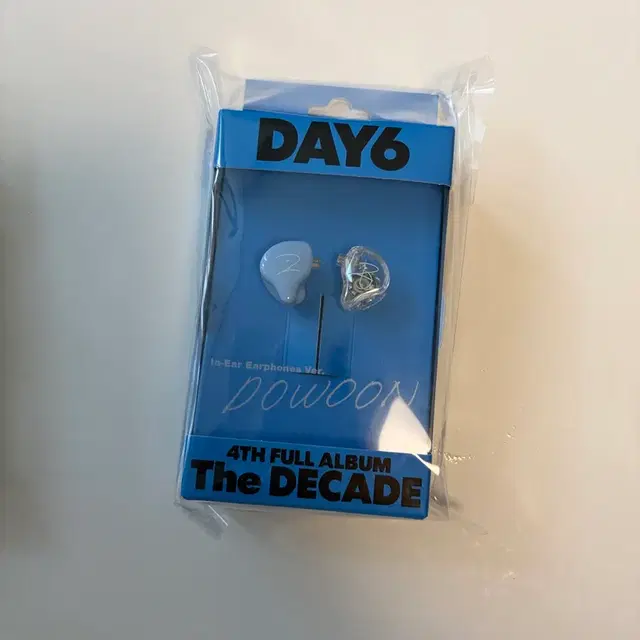 DAY6
In-Ear Earphones Ver.
DOWOON
4TH FULL ALBUM
The DECADE